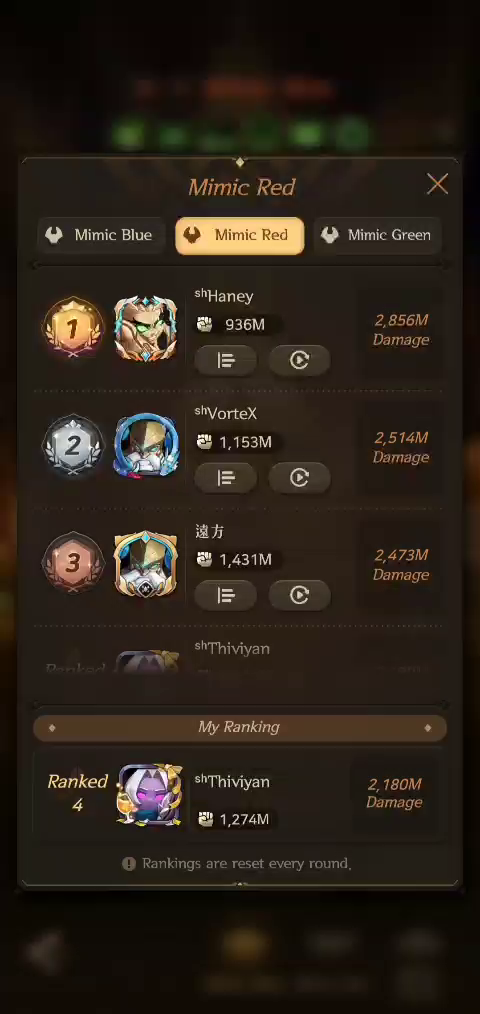 Mimic Red
Mimic Blue
Mimic Red
Mimic Green
1
shHaney
936M
2,856M
Damage
2
shVorteX
1,153M
2,514M
Damage
3
遠方
1,431M
2,473M
Damage
Ranked
shThiviyan
My Ranking
Ranked
4
shThiviyan
1,274M
2,180M
Damage
Rankings are reset every round.